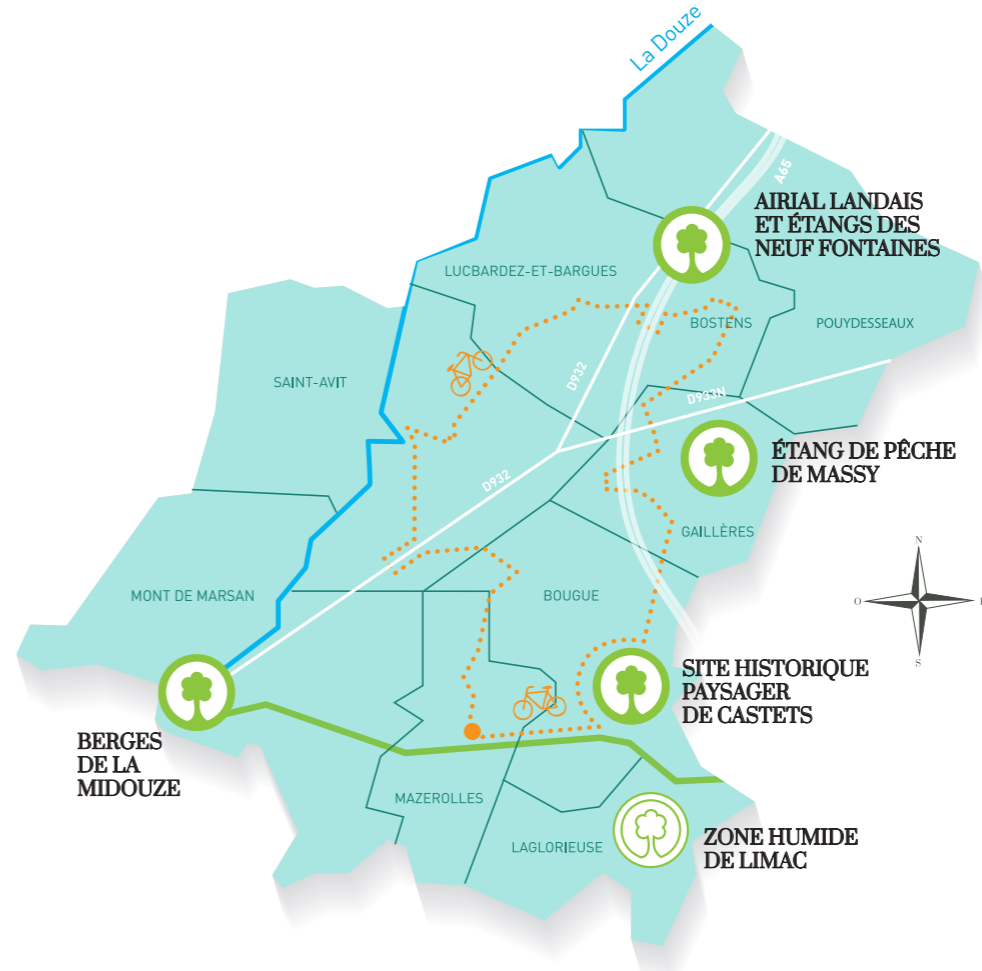 La Douze
A65
AIRIAL LANDAIS
ET ÉTANGS DES
NEUF FONTAINES
LUCBARDEZ-ET-BARGUES
BOSTENS
POUYDESSEAUX
SAINT-AVIT
D932
D933N
ÉTANG DE PÊCHE
DE MASSY
D932
GAILLÈRES
N
O
E
S
MONT DE MARSAN
BOUGUE
SITE HISTORIQUE
PAYSAGER
DE CASTETS
BERGES
DE LA
MIDOUZE
MAZEROLLES
LAGLORIEUSE
ZONE HUMIDE
DE LIMAC